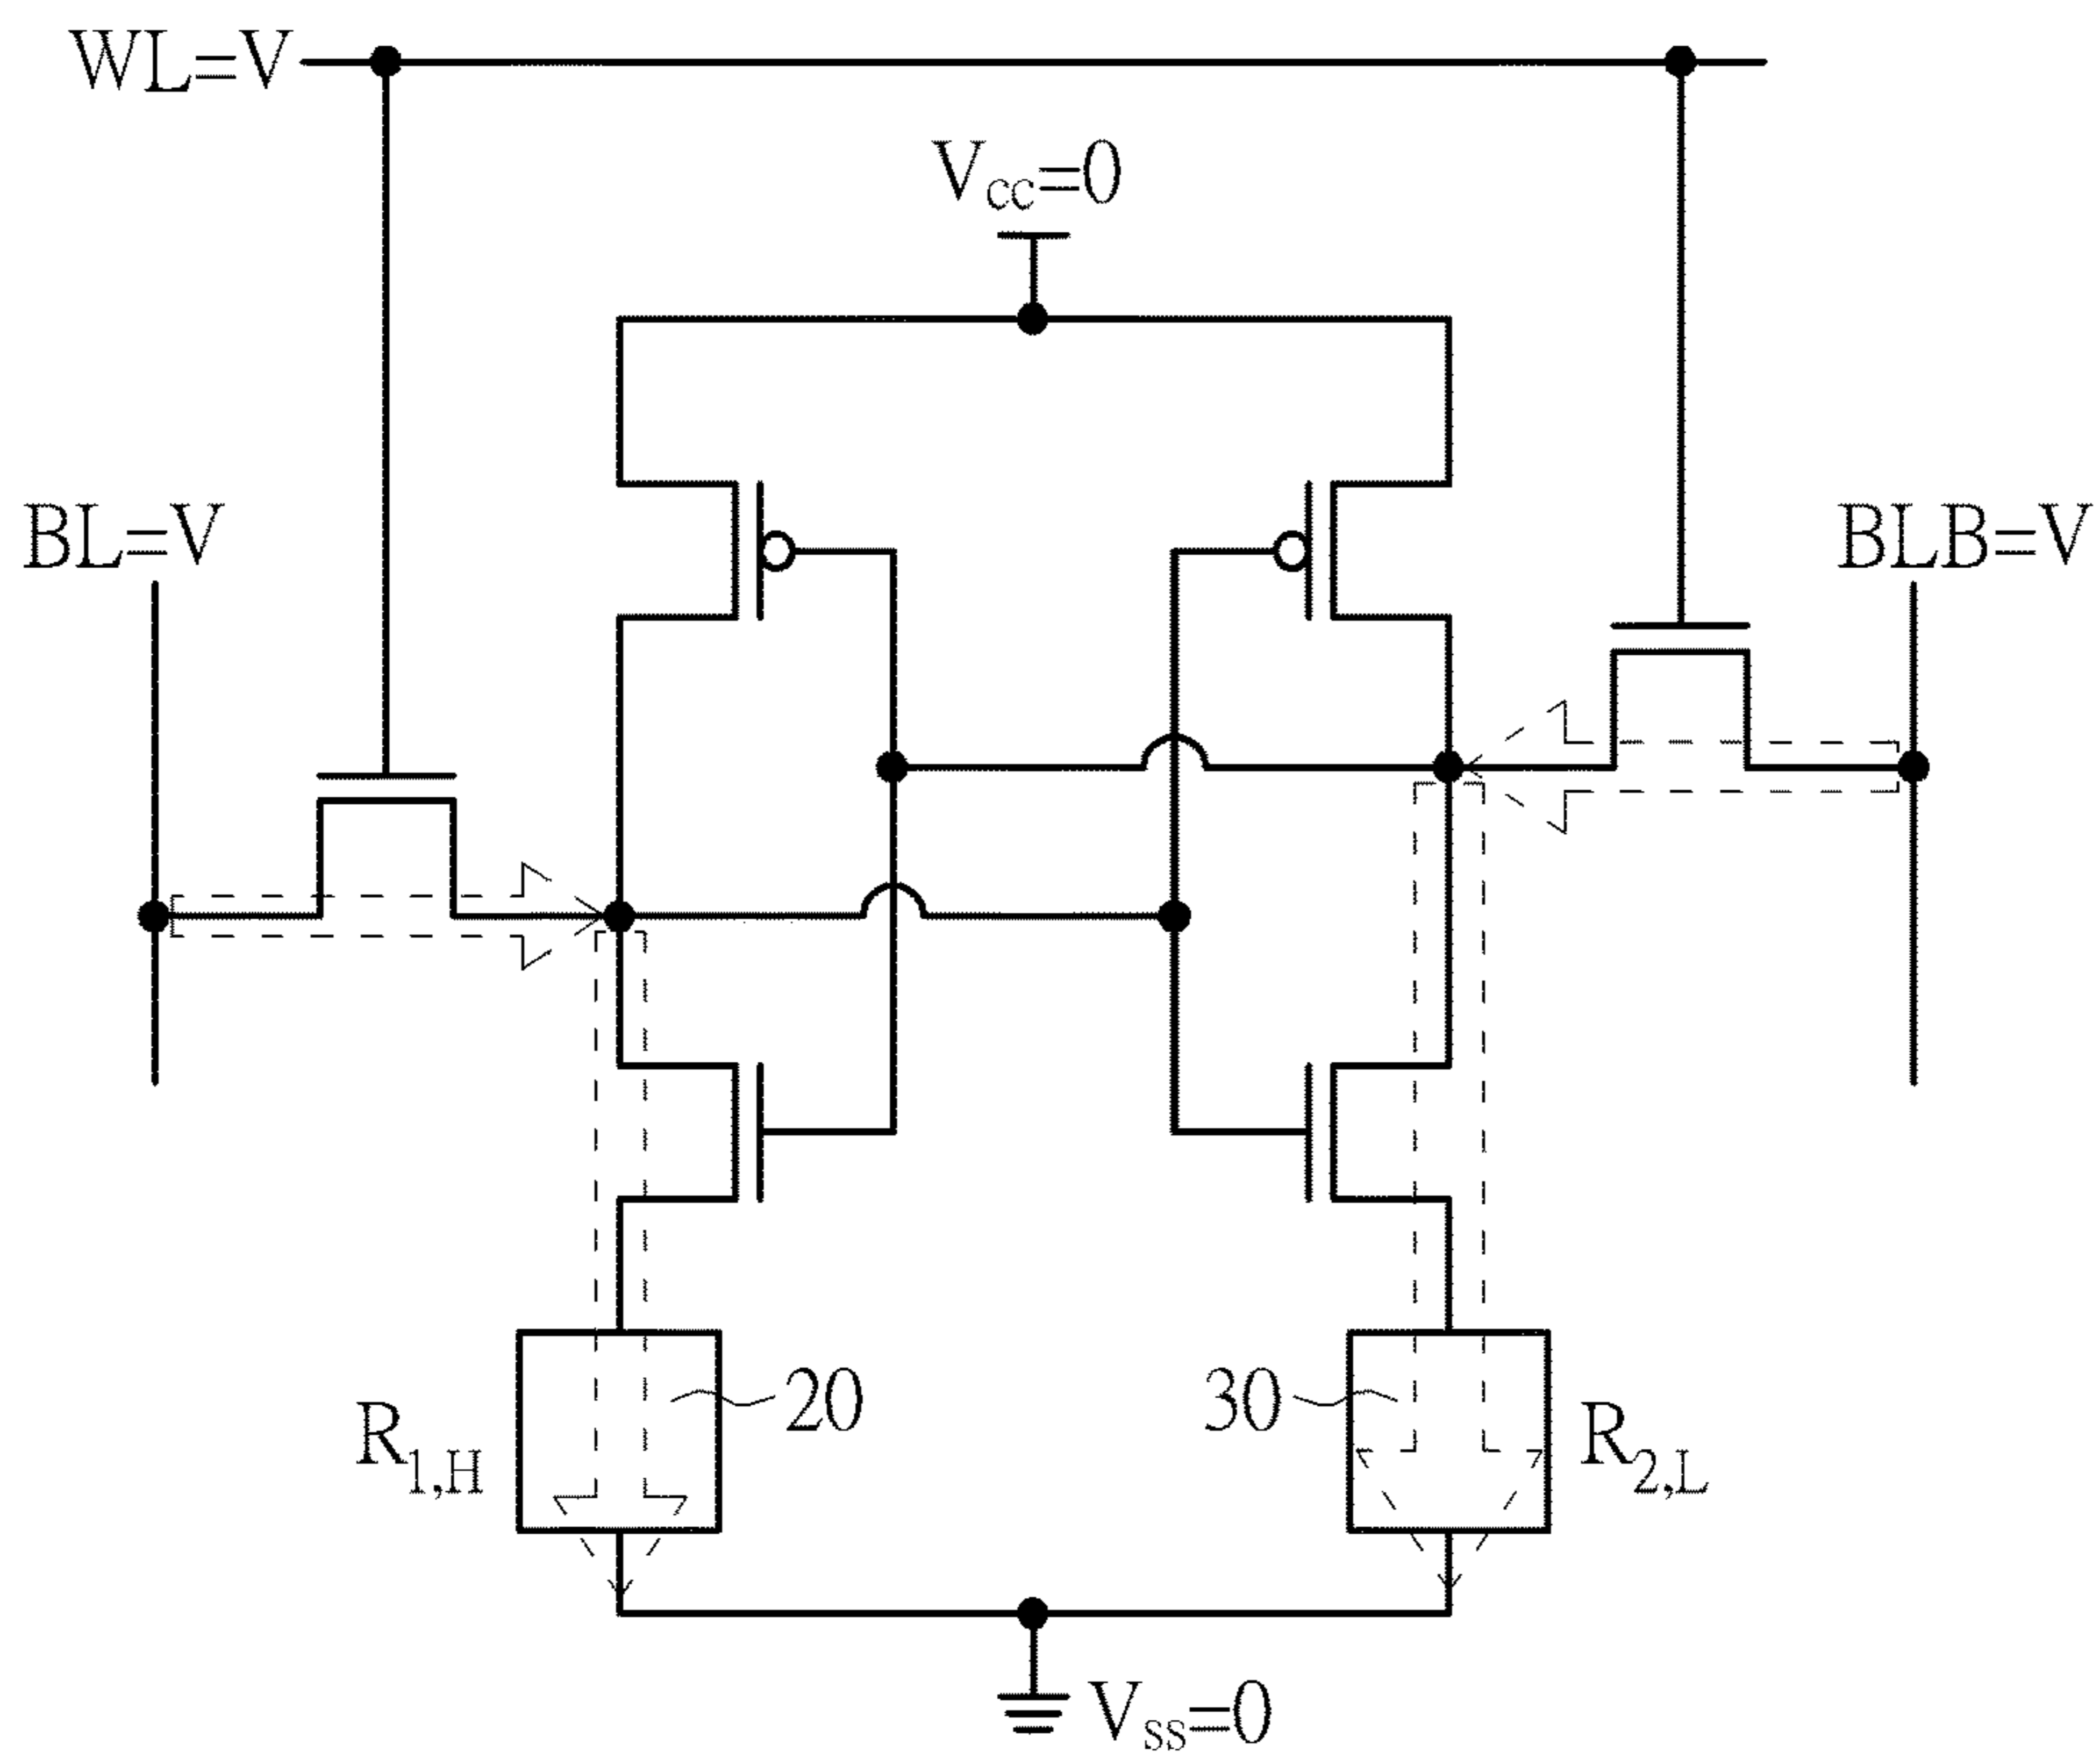 WL=V
Vcc=0
BL=V
BLB=V
20
30
R1,H
R2,L
Vss=0